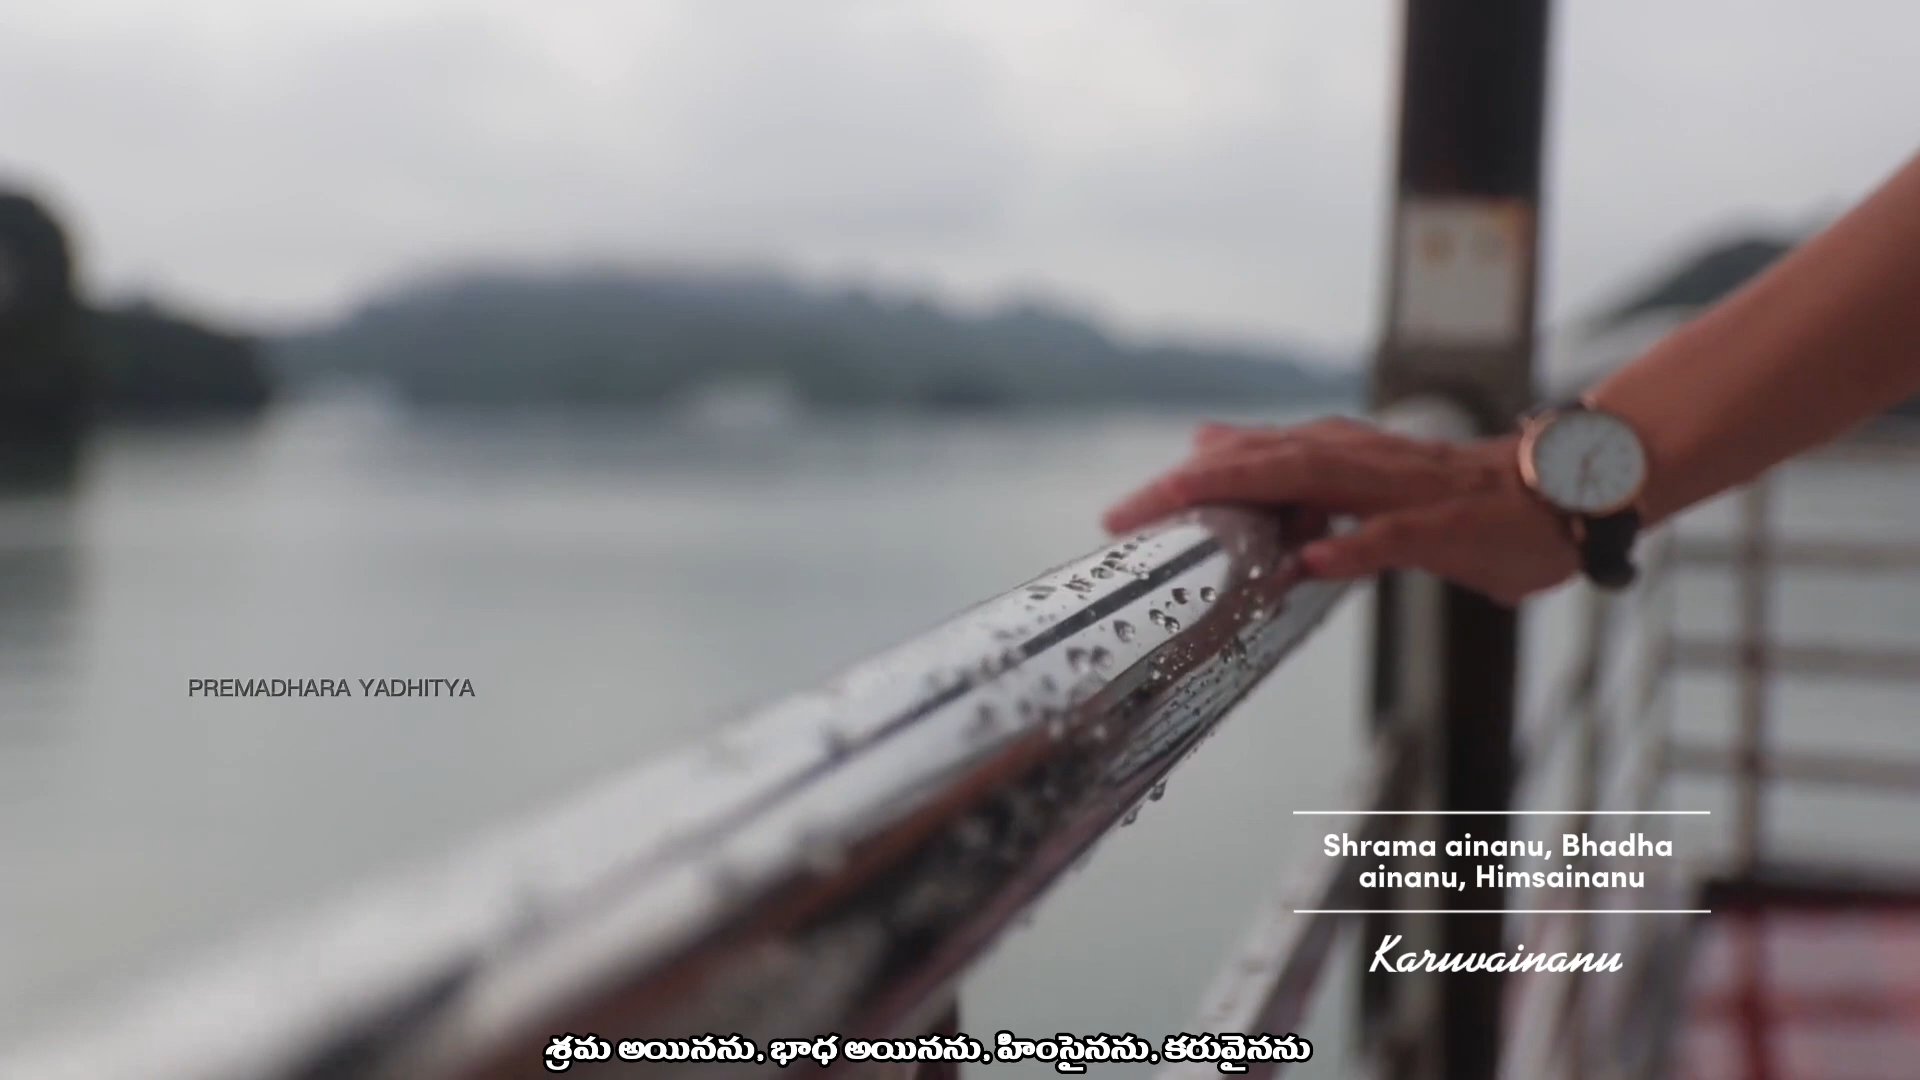 PREMADHARA YADHITYA
Shrama ainanu, Bhadha
ainanu, Himsainanu
Karuvainanu
శ్రమ అయినను. భాధ అయినను. హింసైనను. కరువైనను